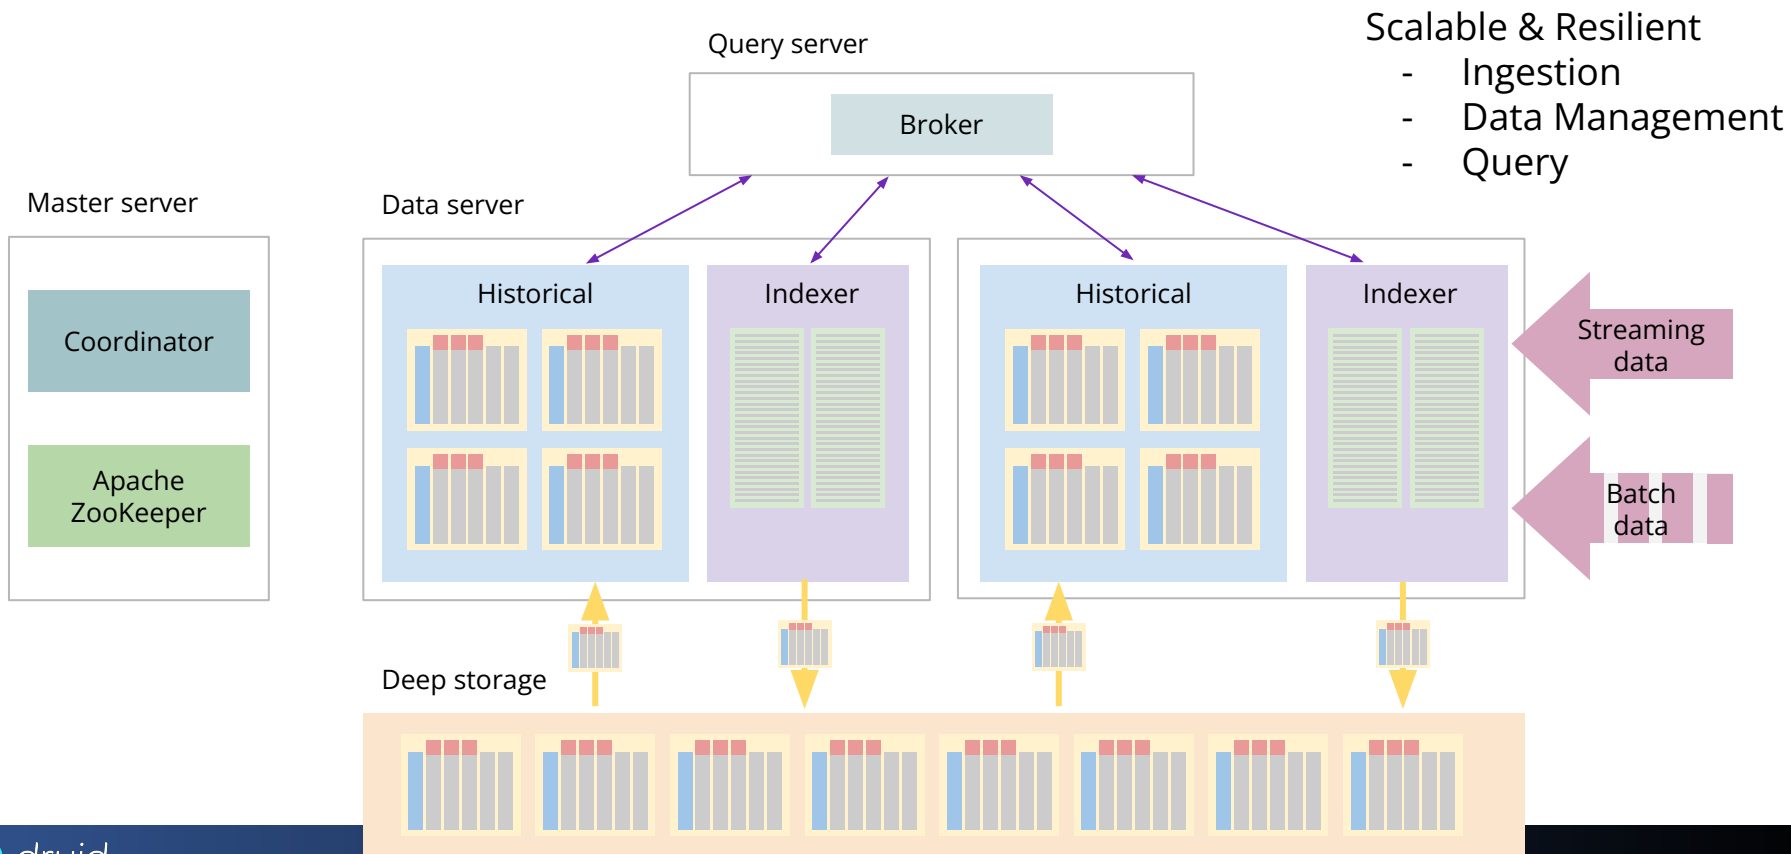 Query server
Scalable & Resilient
- Ingestion
- Data Management
- Query
Broker
Master server
Data server
Coordinator
Apache
ZooKeeper
Historical
Indexer
Historical
Indexer
Streaming
data
Batch
data
Deep storage
druid